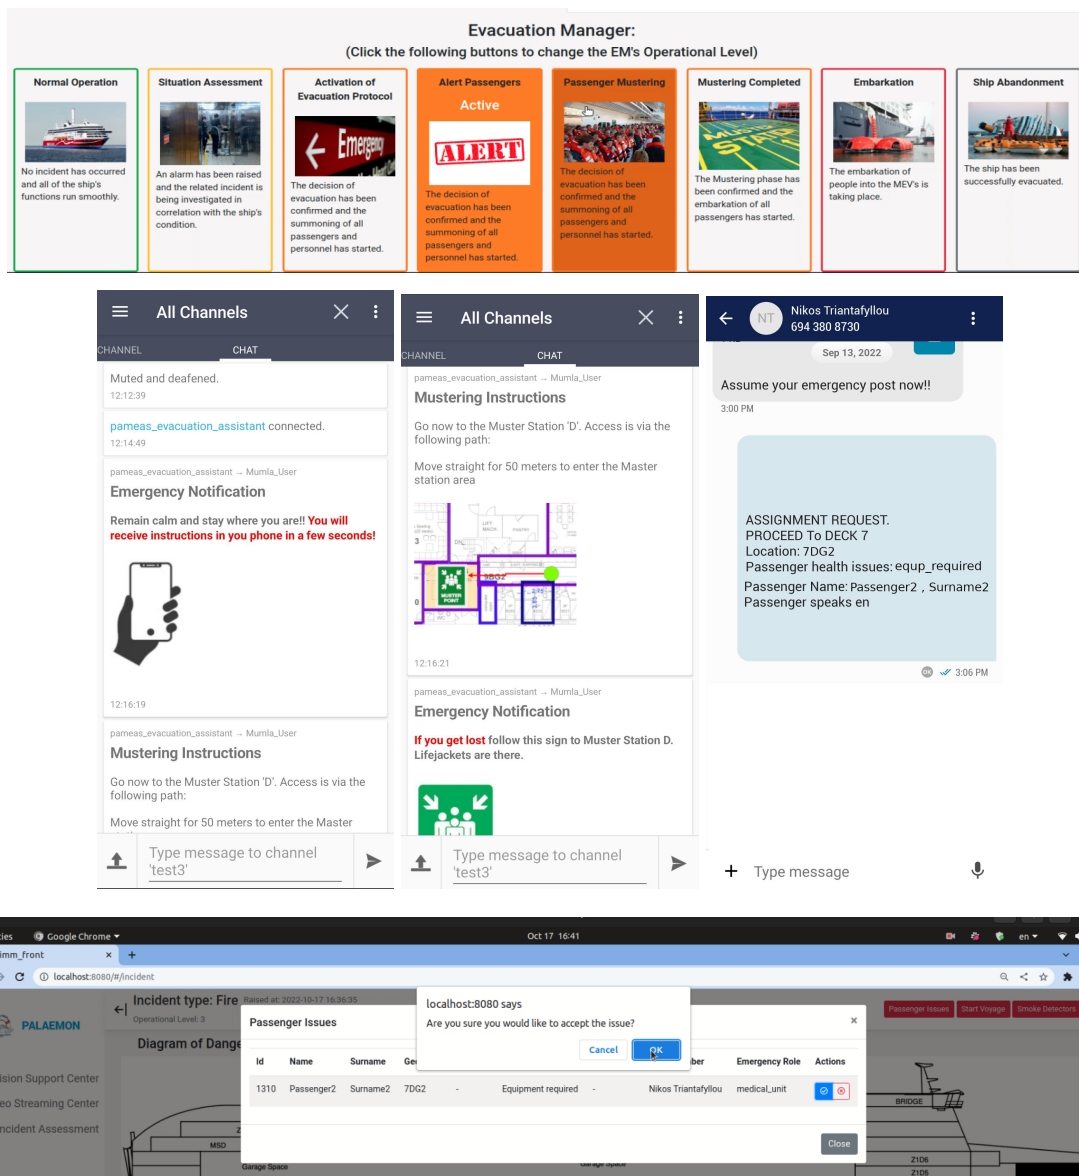 Evacuation Manager:
(Click the following buttons to change the EM's Operational Level)
Normal Operation
No incident has occurred
and all of the ship's
functions run smoothly.
Situation Assessment
An alarm has been raised
and the related incident is
being investigated in
correlation with the ship's
condition.
Activation of
Evacuation Protocol
Emergency
The decision of
evacuation has been
confirmed and the
summoning of all
passengers and
personnel has started.
Alert Passengers
Active
ALERT
The decision of
evacuation has been
confirmed and the
summoning of all
passengers and
personnel has started.
Passenger Mustering
The decision of
evacuation has been
confirmed and the
summoning of all
passengers and
personnel has started.
Mustering Completed
MUSTER
STATION
The Mustering phase has
been confirmed and the
embarkation of all
passengers has started.
Embarkation
The embarkation of
people into the MEV's is
taking place.
Ship Abandonment
The ship has been
successfully evacuated.
All Channels
CHANNEL
CHAT
Muted and deafened.
12:12:39
pameas_evacuation_assistant connected.
12:14:49
pameas_evacuation_assistant → Mumla_User
Emergency Notification
Remain calm and stay where you are!! You will
receive instructions in you phone in a few seconds!
12:16:19
pameas_evacuation_assistant → Mumla_User
Mustering Instructions
Go now to the Muster Station 'D'. Access is via the
following path:
Move straight for 50 meters to enter the Master
Type message to channel
'test3'
All Channels
CHANNEL
CHAT
pameas_evacuation_assistant → Mumla_User
Mustering Instructions
Go now to the Muster Station 'D'. Access is via the
following path:
Move straight for 50 meters to enter the Master
station area
LIFT
MACH.
PANTRY
3
DN
9BG2
MUSTER
POINT
0
WC
12:16:21
pameas_evacuation_assistant → Mumla_User
Emergency Notification
If you get lost follow this sign to Muster Station D.
Lifejackets are there.
Type message to channel
'test3'
NT
Nikos Triantafyllou
694 380 8730
Sep 13, 2022
Assume your emergency post now!!
3:00 PM
ASSIGNMENT REQUEST.
PROCEED To DECK 7
Location: 7DG2
Passenger health issues: equp_required
Passenger Name: Passenger2 , Surname2
Passenger speaks en
OK
3:06 PM
+ Type message
ties Google Chrome
Oct 17 16:41
en
imm_front × +
localhost:8080/#/incident
PALAEMON
Incident type: Fire Raised at: 2022-10-17 16:36:35
Operational Level: 3
Passenger Issues
Start Voyage
Smoke Detectors
Diagram of Dange
ision Support Center
eo Streaming Center
ncident Assessment
localhost:8080 says
Are you sure you would like to accept the issue?
Cancel
OK
Passenger Issues
×
Id Name Surname Ge mber Emergency Role Actions
1310 Passenger2 Surname2 7DG2 - Equipment required - Nikos Triantafyllou medical_unit
Close
BRIDGE
MSD
Z1D6
Z1D5
Garage Space
Garage Space